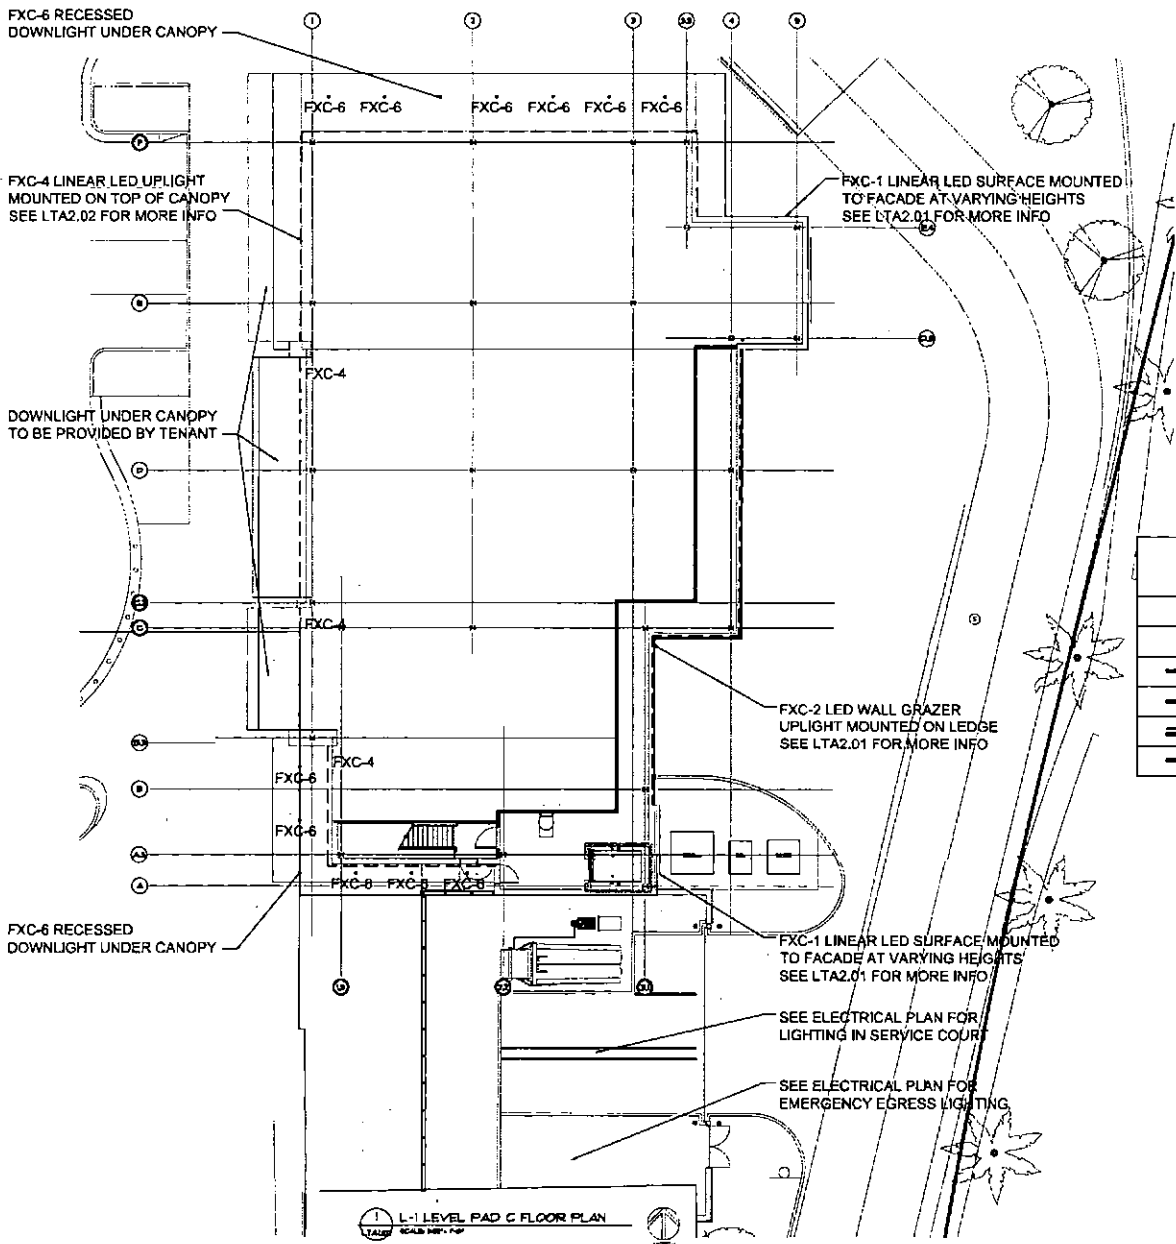 FXC-6 RECESSED
DOWNLIGHT UNDER CANOPY
1
2
3
4
FXC-6 FXC-6 FXC-6 FXC-6 FXC-6 FXC-6
F
FXC-4 LINEAR LED UPLIGHT
MOUNTED ON TOP OF CANOPY
SEE LTA2.02 FOR MORE INFO
FXC-1 LINEAR LED SURFACE MOUNTED
TO FACADE AT VARYING HEIGHTS
SEE LTA2.01 FOR MORE INFO
FXC-4
DOWNLIGHT UNDER CANOPY
TO BE PROVIDED BY TENANT
D
C
FXC-4
FXC-2 LED WALL GRAZER
UPLIGHT MOUNTED ON LEDGE
SEE LTA2.01 FOR MORE INFO
FXC-4
FXC-6
B
FXC-6
A
FXC-6 FXC-6 FXC-6
FXC-6 RECESSED
DOWNLIGHT UNDER CANOPY
FXC-1 LINEAR LED SURFACE MOUNTED
TO FACADE AT VARYING HEIGHTS
SEE LTA2.01 FOR MORE INFO
SEE ELECTRICAL PLAN FOR
LIGHTING IN SERVICE COURT
SEE ELECTRICAL PLAN FOR
EMERGENCY EGRESS LIGHTING
1
L-1 LEVEL PAD C FLOOR PLAN